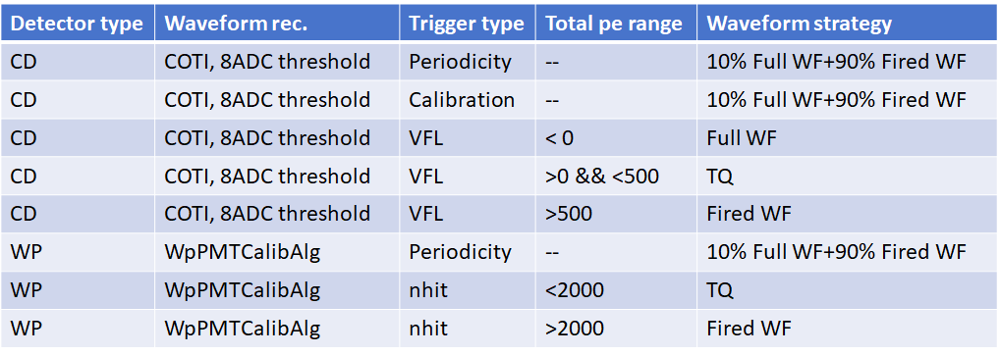 Detector type Waveform rec. Trigger type Total pe range Waveform strategy
CD COTI, 8ADC threshold Periodicity -- 10% Full WF+90% Fired WF
CD COTI, 8ADC threshold Calibration -- 10% Full WF+90% Fired WF
CD COTI, 8ADC threshold VFL < 0 Full WF
CD COTI, 8ADC threshold VFL >0 && <500 TQ
CD COTI, 8ADC threshold VFL >500 Fired WF
WP WpPMTCalibAlg Periodicity -- 10% Full WF+90% Fired WF
WP WpPMTCalibAlg nhit <2000 TQ
WP WpPMTCalibAlg nhit >2000 Fired WF